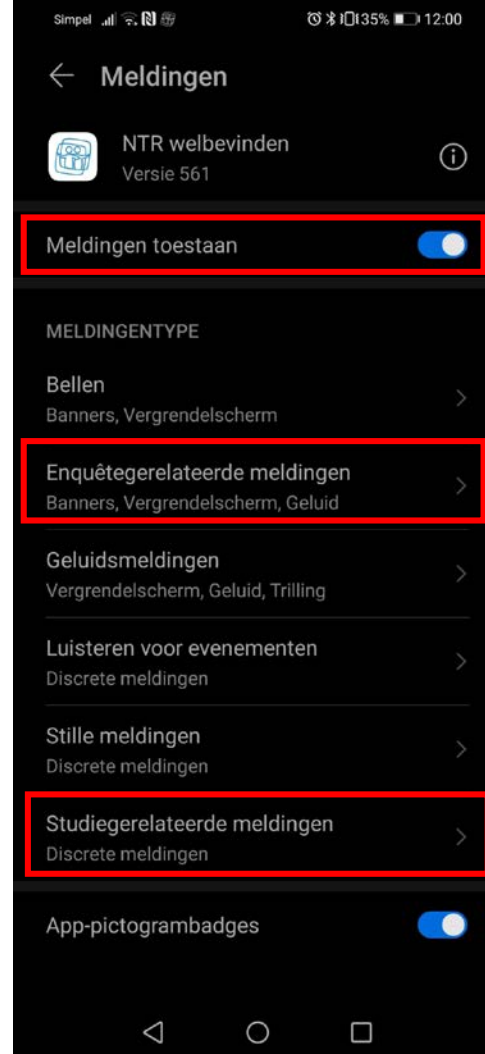 Simpel 35% 12:00
Meldingen
NTR welbevinden
Versie 561
Meldingen toestaan
MELDINGENTYPE
Bellen
Banners, Vergrendelscherm
Enquêtegerelateerde meldingen
Banners, Vergrendelscherm, Geluid
Geluidsmeldingen
Vergrendelscherm, Geluid, Trilling
Luisteren voor evenementen
Discrete meldingen
Stille meldingen
Discrete meldingen
Studiegerelateerde meldingen
Discrete meldingen
App-pictogrambadges